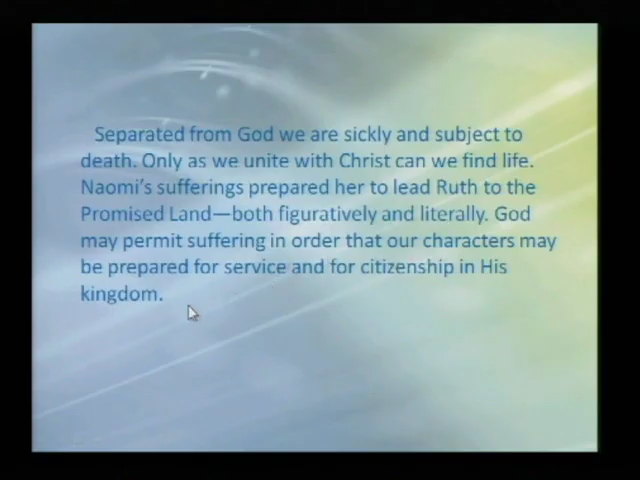 Separated from God we are sickly and subject to
death. Only as we unite with Christ can we find life.
Naomi's sufferings prepared her to lead Ruth to the
Promised Land—both figuratively and literally. God
may permit suffering in order that our characters may
be prepared for service and for citizenship in His
kingdom.